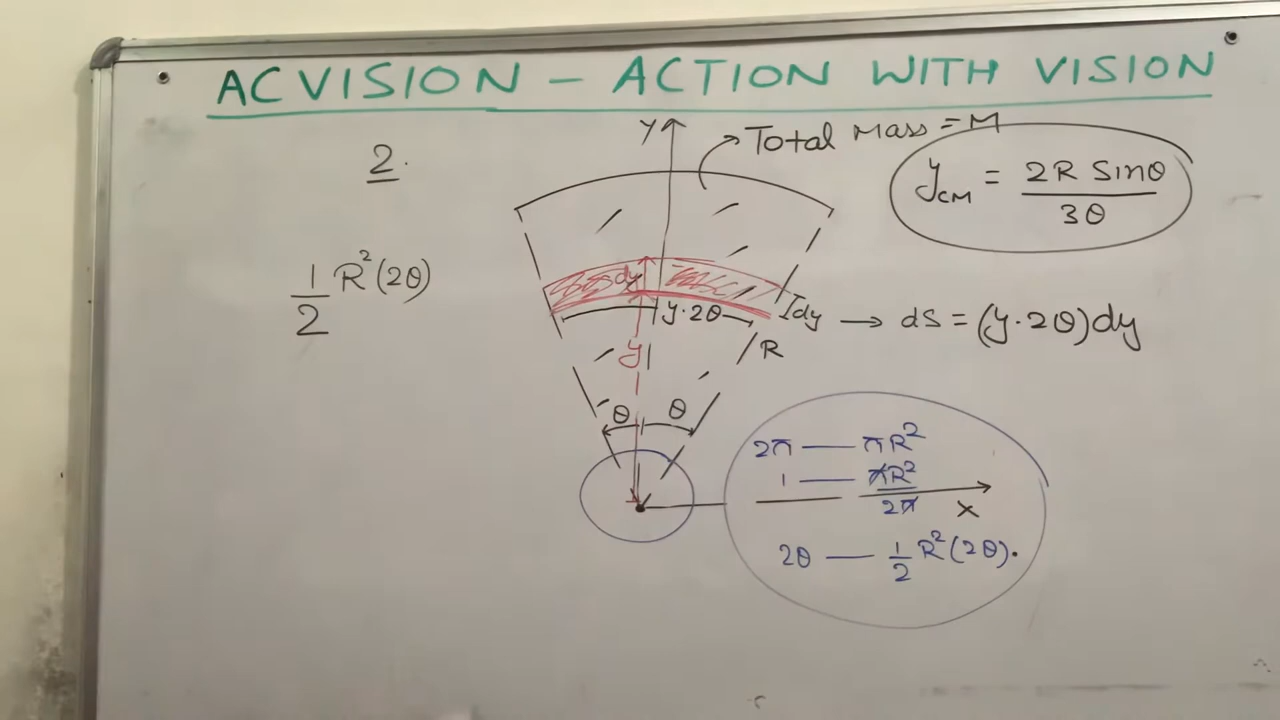 ACVISION – ACTION WITH VISION
2.
y
Total Mass = M
y_CM = 2R Sinθ / 3θ
1/2 R²(2θ)
dy
y·2θ
dy → dS = (y·2θ)dy
y
R
θ θ
2π — πR²
1 — πR²/2π
x
2θ — 1/2 R²(2θ).